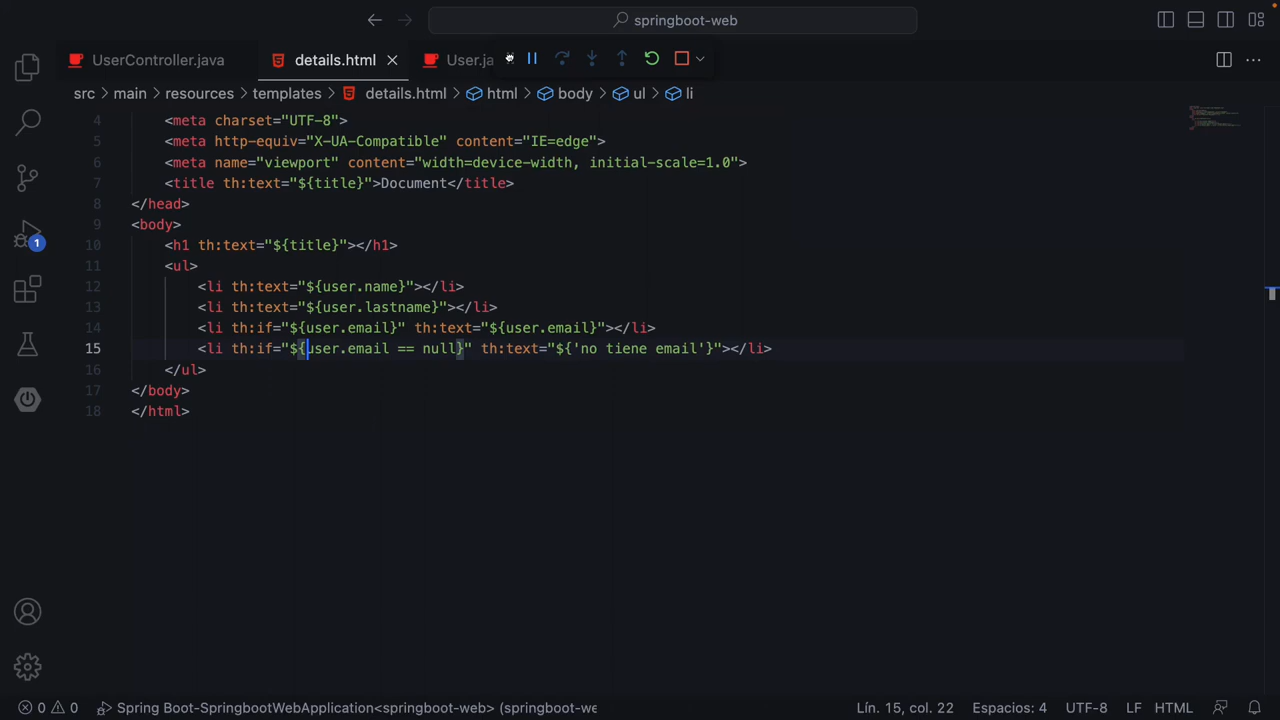 springboot-web
UserController.java
details.html
User.ja
src > main > resources > templates > details.html > html > body > ul > li
4 <meta charset="UTF-8">
5 <meta http-equiv="X-UA-Compatible" content="IE=edge">
6 <meta name="viewport" content="width=device-width, initial-scale=1.0">
7 <title th:text="${title}">Document</title>
8 </head>
9 <body>
10 <h1 th:text="${title}"></h1>
11 <ul>
12 <li th:text="${user.name}"></li>
13 <li th:text="${user.lastname}"></li>
14 <li th:if="${user.email}" th:text="${user.email}"></li>
15 <li th:if="${user.email == null}" th:text="${'no tiene email'}"></li>
16 </ul>
17 </body>
18 </html>
1
0 0 Spring Boot-SpringbootWebApplication<springboot-web> (springboot-we Lín. 15, col. 22 Espacios: 4 UTF-8 LF HTML